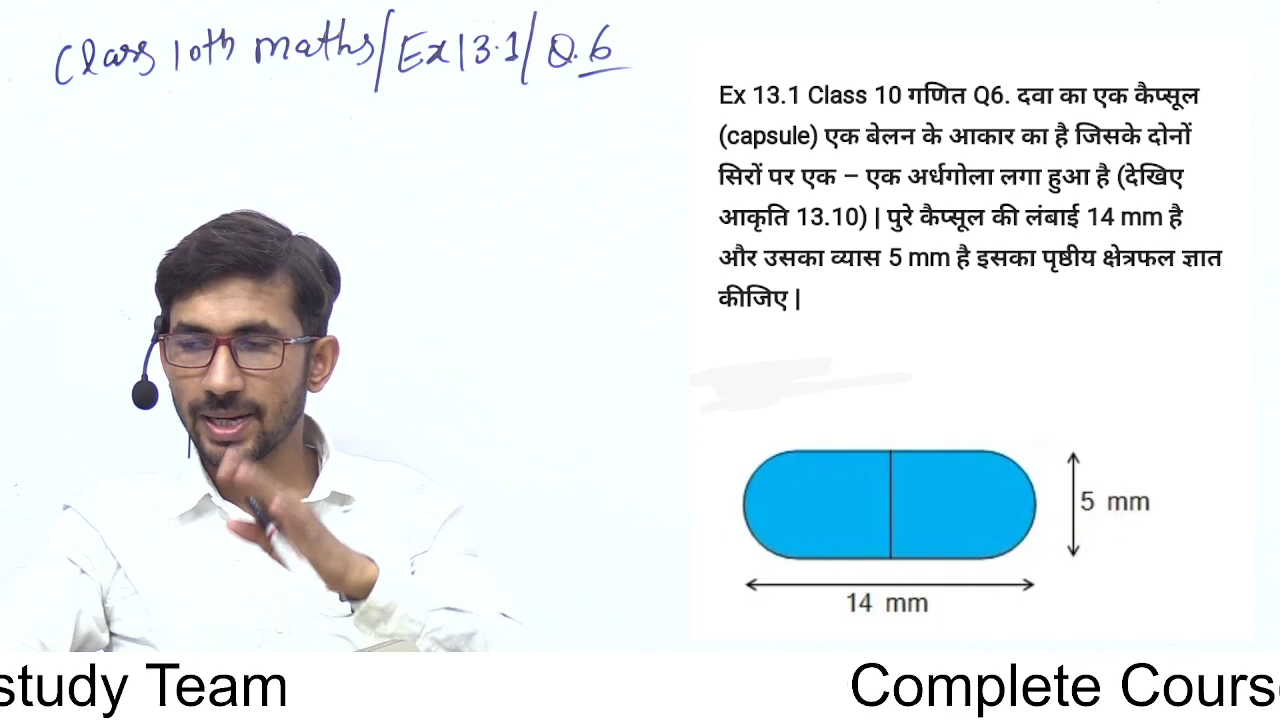 Class 10th maths/Ex13.1/Q.6
Ex 13.1 Class 10 गणित Q6. दवा का एक कैप्सूल
(capsule) एक बेलन के आकार का है जिसके दोनों
सिरों पर एक – एक अर्धगोला लगा हुआ है (देखिए
आकृति 13.10) | पुरे कैप्सूल की लंबाई 14 mm है
और उसका व्यास 5 mm है इसका पृष्ठीय क्षेत्रफल ज्ञात
कीजिए |
5 mm
14 mm
study Team
Complete Cours